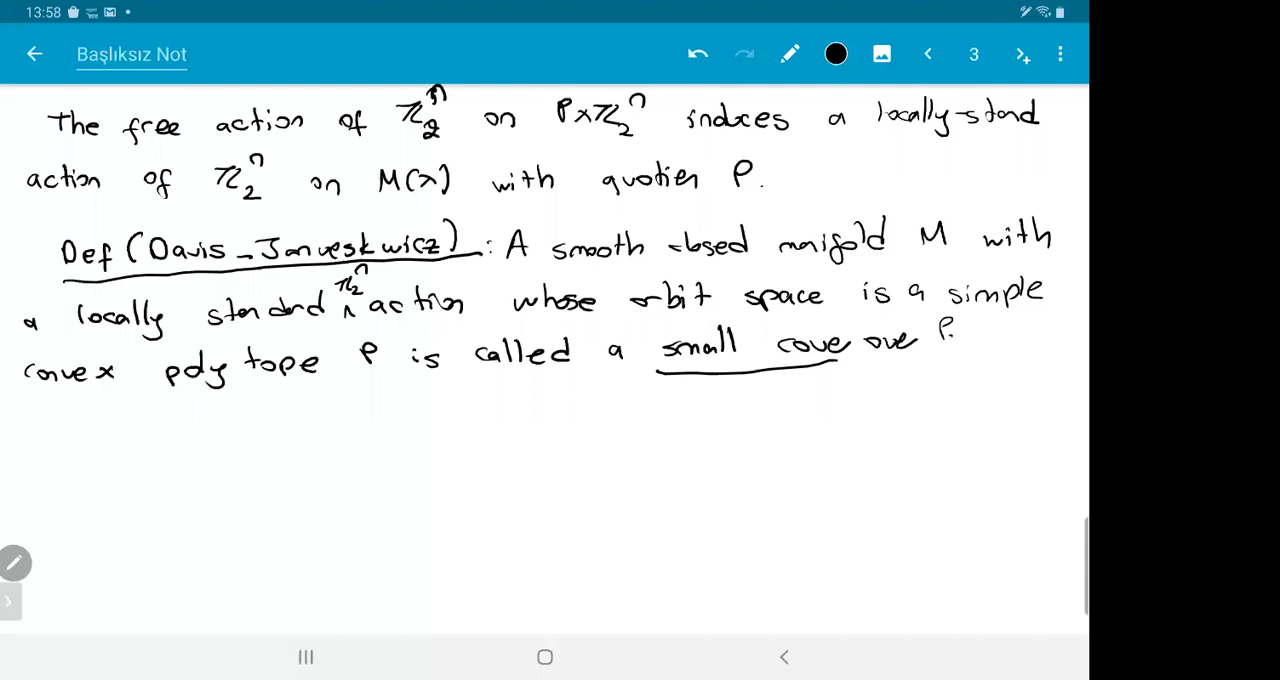 13:58
Başlıksız Not
3
The free action of ℤ₂ⁿ on P×ℤ₂ⁿ induces a locally-stand
action of ℤ₂ⁿ on M(λ) with quotien P.
Def (Davis-Janueskwicz): A smooth closed manifold M with
a locally standard ℤ₂ⁿ action whose orbit space is a simple
convex polytope P is called a small cover over P.